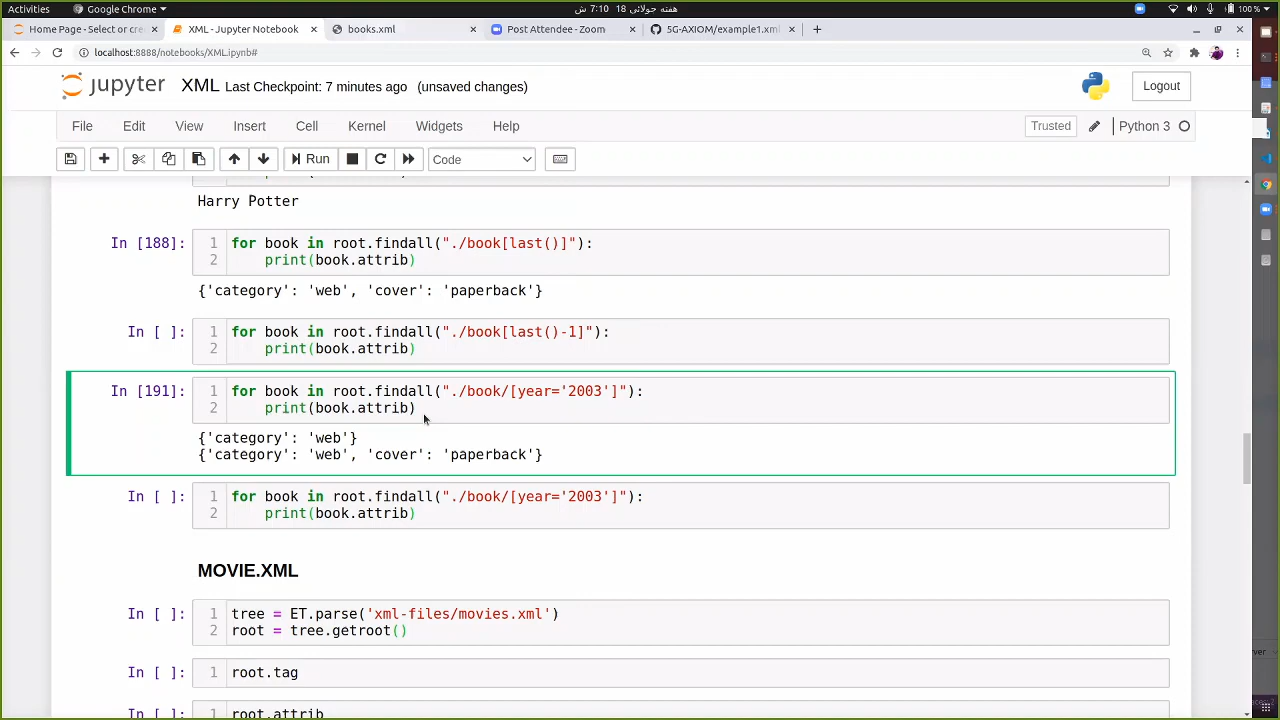 Activities
Google Chrome
هفته جولائی 18  7:10 ش
100 %
Home Page - Select or cre
XML - Jupyter Notebook
books.xml
Post Attendee - Zoom
5G-AXIOM/example1.xml
localhost:8888/notebooks/XML.ipynb#
jupyter XML Last Checkpoint: 7 minutes ago (unsaved changes)
Logout
File Edit View Insert Cell Kernel Widgets Help
Trusted
Python 3
Run
Code
Harry Potter
In [188]: 1 for book in root.findall("./book[last()]"):
2 print(book.attrib)
{'category': 'web', 'cover': 'paperback'}
In [ ]: 1 for book in root.findall("./book[last()-1]"):
2 print(book.attrib)
In [191]: 1 for book in root.findall("./book/[year='2003']"):
2 print(book.attrib)
{'category': 'web'}
{'category': 'web', 'cover': 'paperback'}
In [ ]: 1 for book in root.findall("./book/[year='2003']"):
2 print(book.attrib)
MOVIE.XML
In [ ]: 1 tree = ET.parse('xml-files/movies.xml')
2 root = tree.getroot()
In [ ]: 1 root.tag
In [ ]: 1 root.attrib